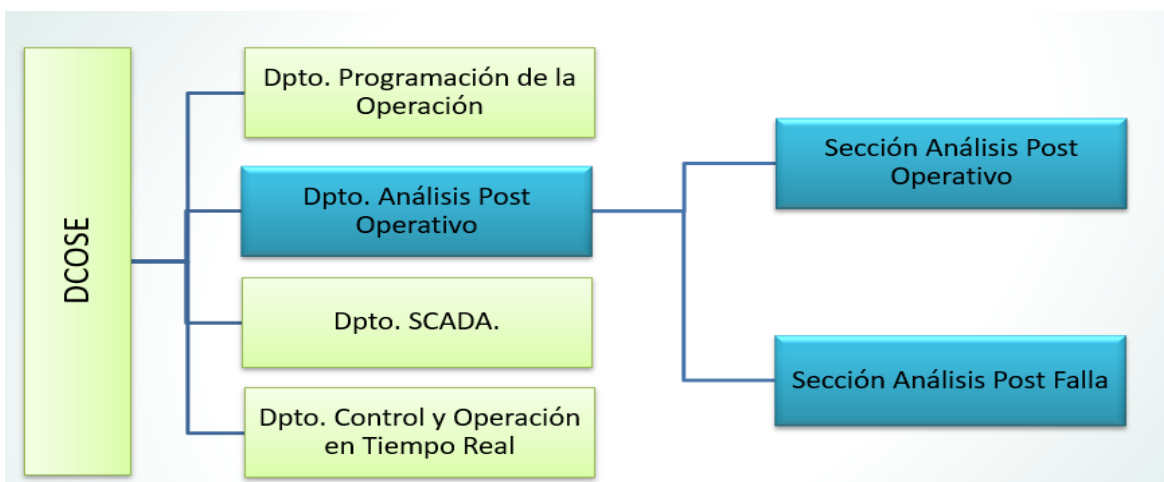 DCOSE
Dpto. Programación de la
Operación
Dpto. Análisis Post
Operativo
Dpto. SCADA.
Dpto. Control y Operación
en Tiempo Real
Sección Análisis Post
Operativo
Sección Análisis Post Falla